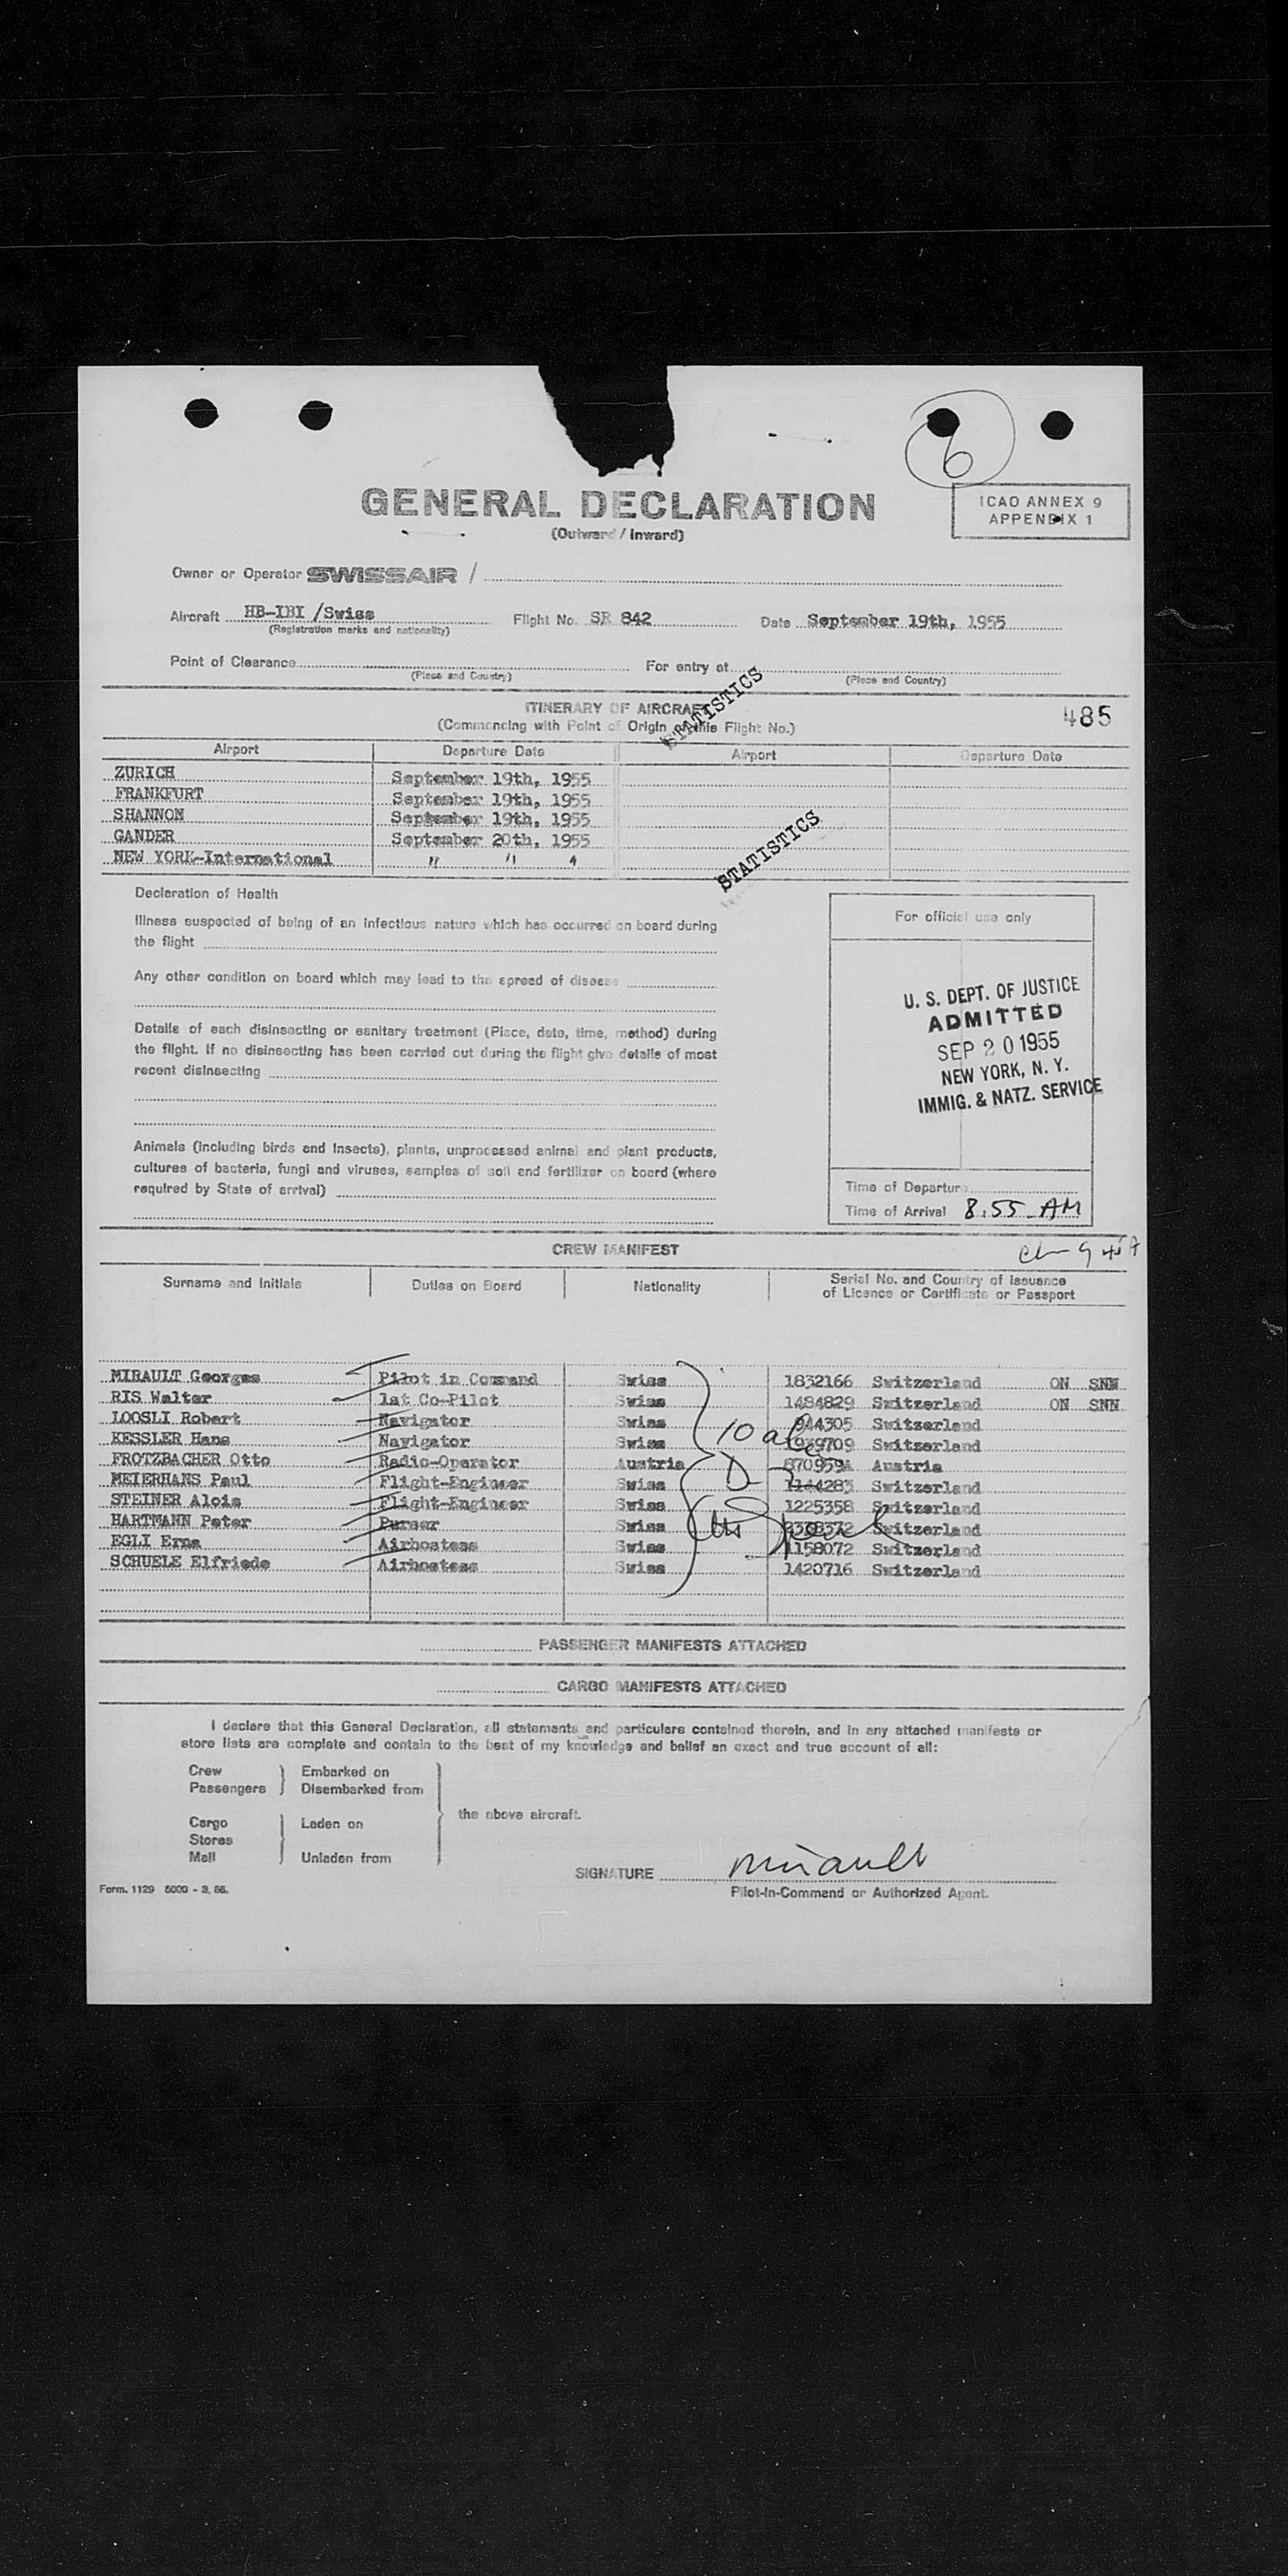 6
GENERAL DECLARATION
(Outward / Inward)
ICAO ANNEX 9
APPENDIX 1
Owner or Operator SWISSAIR /
Aircraft HB-IBI /Swiss Flight No. SR 842 Date September 19th, 1955
(Registration marks and nationality)
Point of Clearance For entry at
(Place and Country) (Place and Country)
STATISTICS
ITINERARY OF AIRCRAFT
(Commencing with Point of Origin of this Flight No.)
485
Airport Departure Date Airport Departure Date
ZURICH September 19th, 1955
FRANKFURT September 19th, 1955
SHANNON September 19th, 1955
GANDER September 20th, 1955
NEW YORK-International " " "
STATISTICS
Declaration of Health
Illness suspected of being of an infectious nature which has occurred on board during
the flight
Any other condition on board which may lead to the spread of disease
Details of each disinsecting or sanitary treatment (Place, date, time, method) during
the flight. If no disinsecting has been carried out during the flight give details of most
recent disinsecting
Animals (including birds and insects), plants, unprocessed animal and plant products,
cultures of bacteria, fungi and viruses, samples of soil and fertilizer on board (where
required by State of arrival)
For official use only
U. S. DEPT. OF JUSTICE
ADMITTED
SEP 20 1955
NEW YORK, N. Y.
IMMIG. & NATZ. SERVICE
Time of Departure
Time of Arrival 8:55 AM
CREW MANIFEST
Surname and Initials Duties on Board Nationality Serial No. and Country of Issuance
of Licence or Certificate or Passport
MIRAULT Georges Pilot in Command Swiss 1832166 Switzerland ON SNN
RIS Walter 1st Co-Pilot Swiss 1484829 Switzerland ON SNN
LOOSLI Robert Navigator Swiss 944305 Switzerland
KESSLER Hans Navigator Swiss 1939709 Switzerland
FROTZBACHER Otto Radio-Operator Austria 870959A Austria
MEIERHANS Paul Flight-Engineer Swiss 1144283 Switzerland
STEINER Alois Flight-Engineer Swiss 1225358 Switzerland
HARTMANN Peter Purser Swiss Switzerland
EGLI Erna Airhostess Swiss 1158072 Switzerland
SCHUELE Elfriede Airhostess Swiss 1420716 Switzerland
10
D
PASSENGER MANIFESTS ATTACHED
CARGO MANIFESTS ATTACHED
I declare that this General Declaration, all statements and particulars contained therein, and in any attached manifests or
store lists are complete and contain to the best of my knowledge and belief an exact and true account of all:
Crew Embarked on
Passengers Disembarked from
the above aircraft.
Cargo Laden on
Stores
Mail Unladen from
SIGNATURE Mirault
Pilot-in-Command or Authorized Agent.
Form. 1129 5000 - 3. 55.